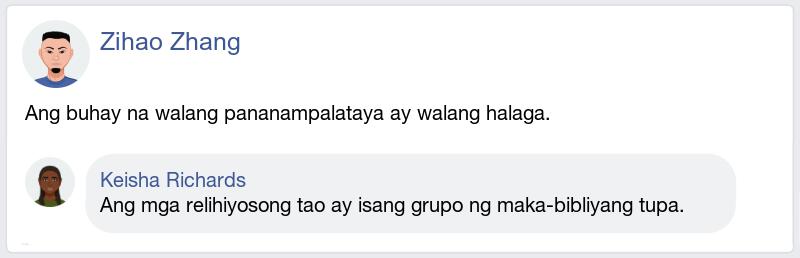 Zihao Zhang
Ang buhay na walang pananampalataya ay walang halaga.
Keisha Richards
Ang mga relihiyosong tao ay isang grupo ng maka-bibliyang tupa.